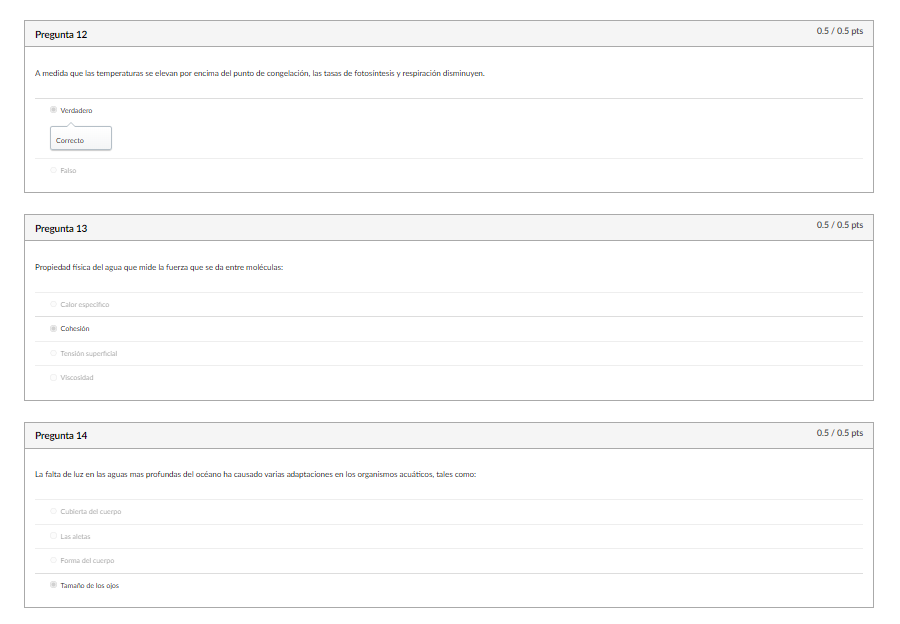 Pregunta 12
0.5 / 0.5 pts
A medida que las temperaturas se elevan por encima del punto de congelación, las tasas de fotosíntesis y respiración disminuyen.
Verdadero
Correcto
Falso
Pregunta 13
0.5 / 0.5 pts
Propiedad física del agua que mide la fuerza que se da entre moléculas:
Calor específico
Cohesión
Tensión superficial
Viscosidad
Pregunta 14
0.5 / 0.5 pts
La falta de luz en las aguas mas profundas del océano ha causado varias adaptaciones en los organismos acuáticos, tales como:
Cubierta del cuerpo
Las aletas
Forma del cuerpo
Tamaño de los ojos